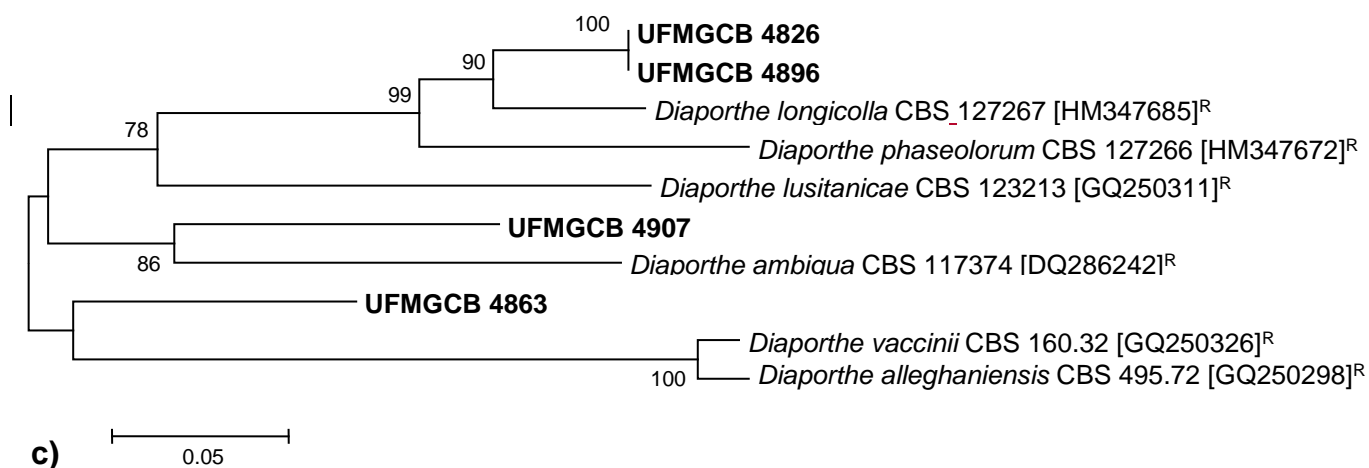 100
UFMGCB 4826
90
UFMGCB 4896
99
Diaporthe longicolla CBS 127267 [HM347685]R
78
Diaporthe phaseolorum CBS 127266 [HM347672]R
Diaporthe lusitanicae CBS 123213 [GQ250311]R
UFMGCB 4907
86
Diaporthe ambigua CBS 117374 [DQ286242]R
UFMGCB 4863
Diaporthe vaccinii CBS 160.32 [GQ250326]R
100
Diaporthe alleghaniensis CBS 495.72 [GQ250298]R
c)
0.05